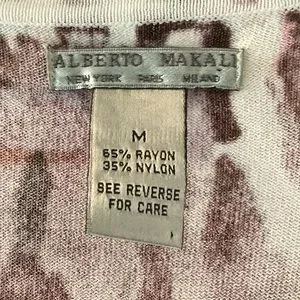 ALBERTO MAKALI
NEW YORK PARIS MILANO
M
65% RAYON
35% NYLON
SEE REVERSE
FOR CARE